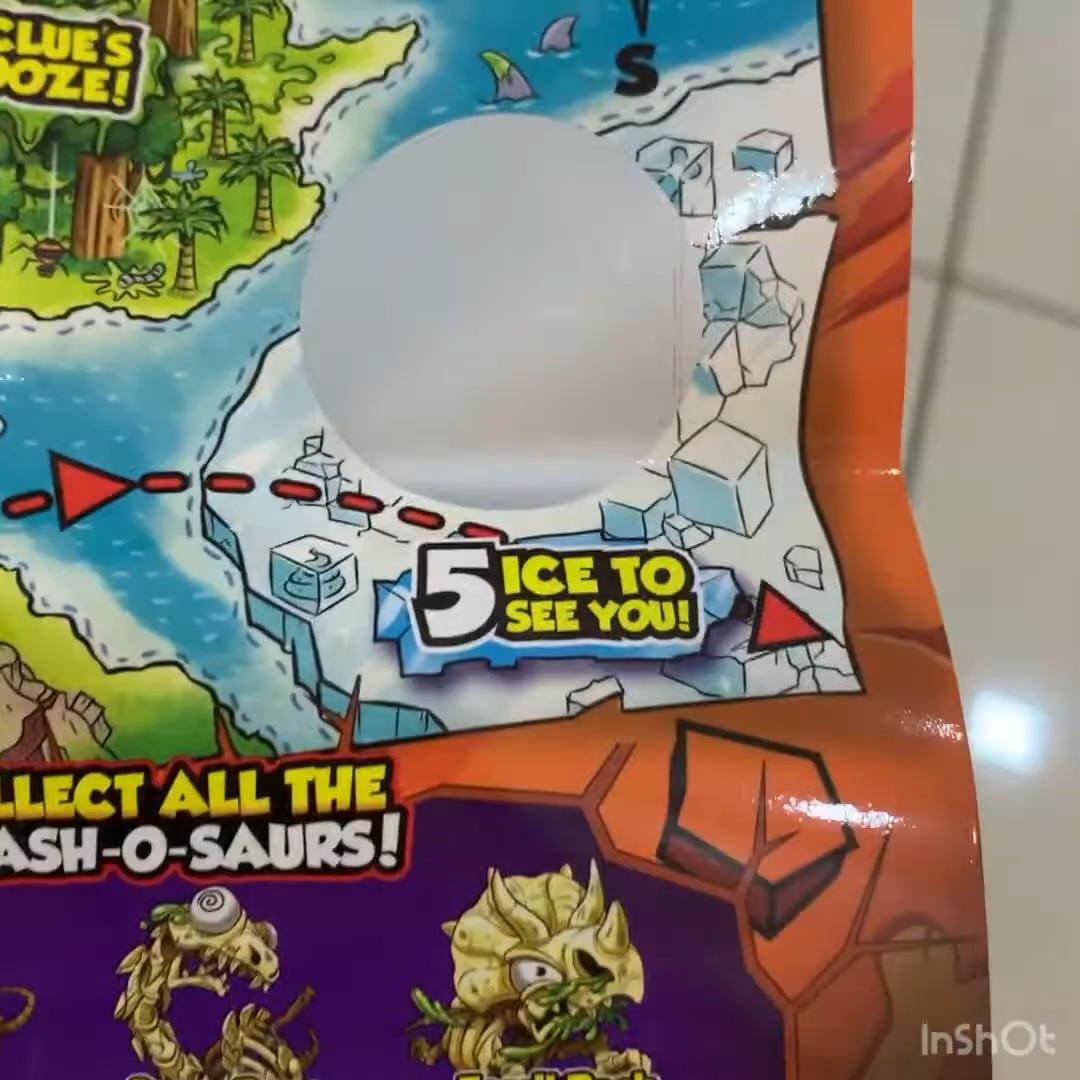 CLUE'S
OOZE!
S
5 ICE TO
SEE YOU!
LLECT ALL THE
ASH-O-SAURS!
InShOt